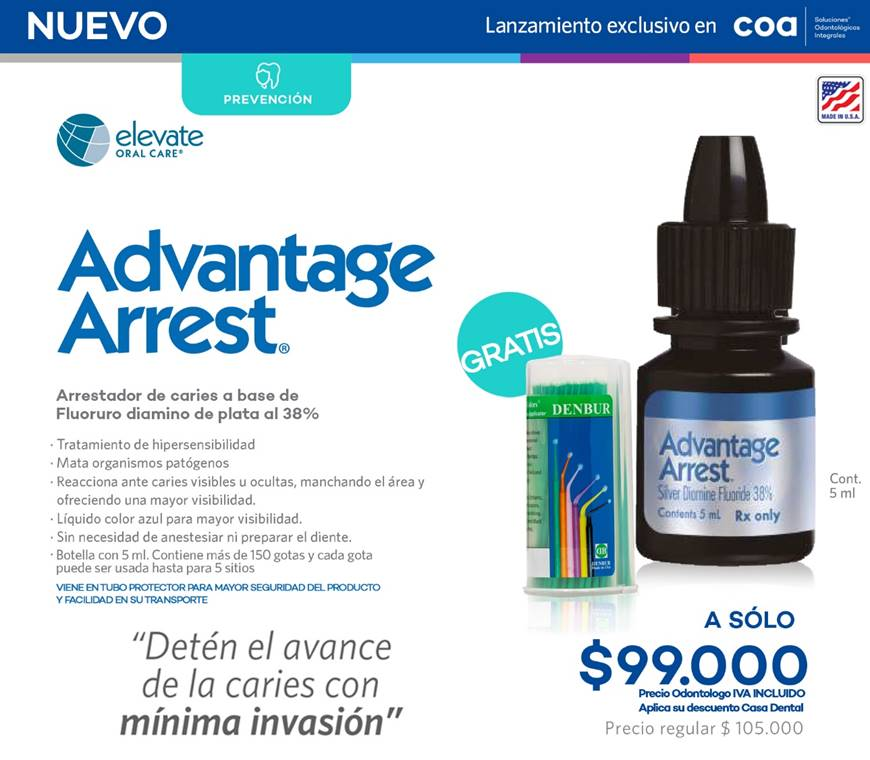 NUEVO
Lanzamiento exclusivo en coa
Soluciones
Odontológicas
Integrales
PREVENCIÓN
MADE IN U.S.A.
elevate
ORAL CARE®
Advantage
Arrest®
Arrestador de caries a base de
Fluoruro diamino de plata al 38%
· Tratamiento de hipersensibilidad
· Mata organismos patógenos
· Reacciona ante caries visibles u ocultas, manchando el área y
ofreciendo una mayor visibilidad.
· Líquido color azul para mayor visibilidad.
· Sin necesidad de anestesiar ni preparar el diente.
· Botella con 5 ml. Contiene más de 150 gotas y cada gota
puede ser usada hasta para 5 sitios
VIENE EN TUBO PROTECTOR PARA MAYOR SEGURIDAD DEL PRODUCTO
Y FACILIDAD EN SU TRANSPORTE
“Detén el avance
de la caries con
mínima invasión”
GRATIS
DENBUR
DENBUR
Advantage
Arrest
Silver Diamine Fluoride 38%
Contents 5 mL Rx only
Cont.
5 ml
A SÓLO
$99.000
Precio Odontologo IVA INCLUIDO
Aplica su descuento Casa Dental
Precio regular $ 105.000